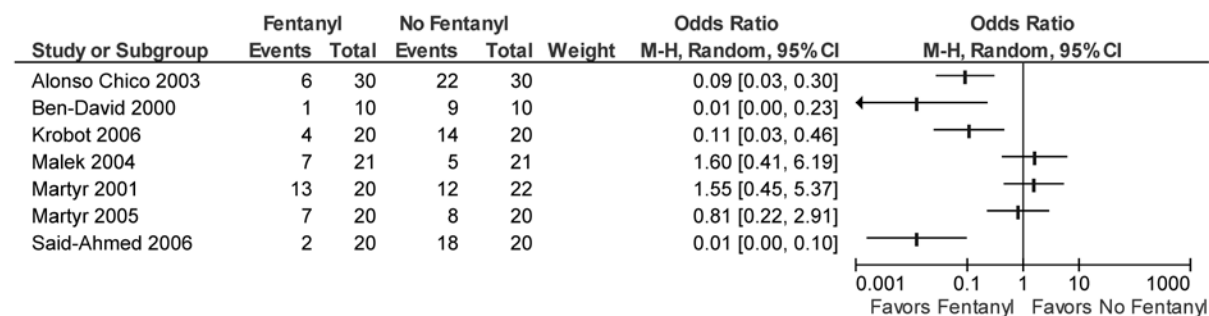 Fentanyl No Fentanyl Odds Ratio Odds Ratio
Study or Subgroup Events Total Events Total Weight M-H, Random, 95% CI M-H, Random, 95% CI
Alonso Chico 2003 6 30 22 30 0.09 [0.03, 0.30]
Ben-David 2000 1 10 9 10 0.01 [0.00, 0.23]
Krobot 2006 4 20 14 20 0.11 [0.03, 0.46]
Malek 2004 7 21 5 21 1.60 [0.41, 6.19]
Martyr 2001 13 20 12 22 1.55 [0.45, 5.37]
Martyr 2005 7 20 8 20 0.81 [0.22, 2.91]
Said-Ahmed 2006 2 20 18 20 0.01 [0.00, 0.10]
0.001 0.1 1 10 1000
Favors Fentanyl Favors No Fentanyl